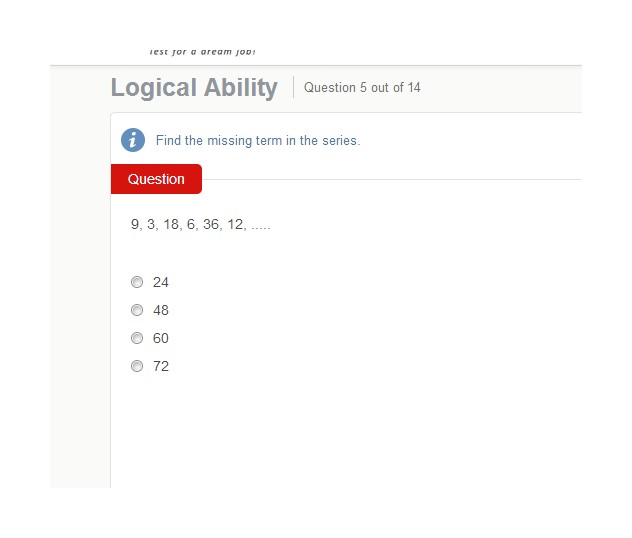 Test for a dream job!
Logical Ability
Question 5 out of 14
i
Find the missing term in the series.
Question
9, 3, 18, 6, 36, 12, .....
24
48
60
72